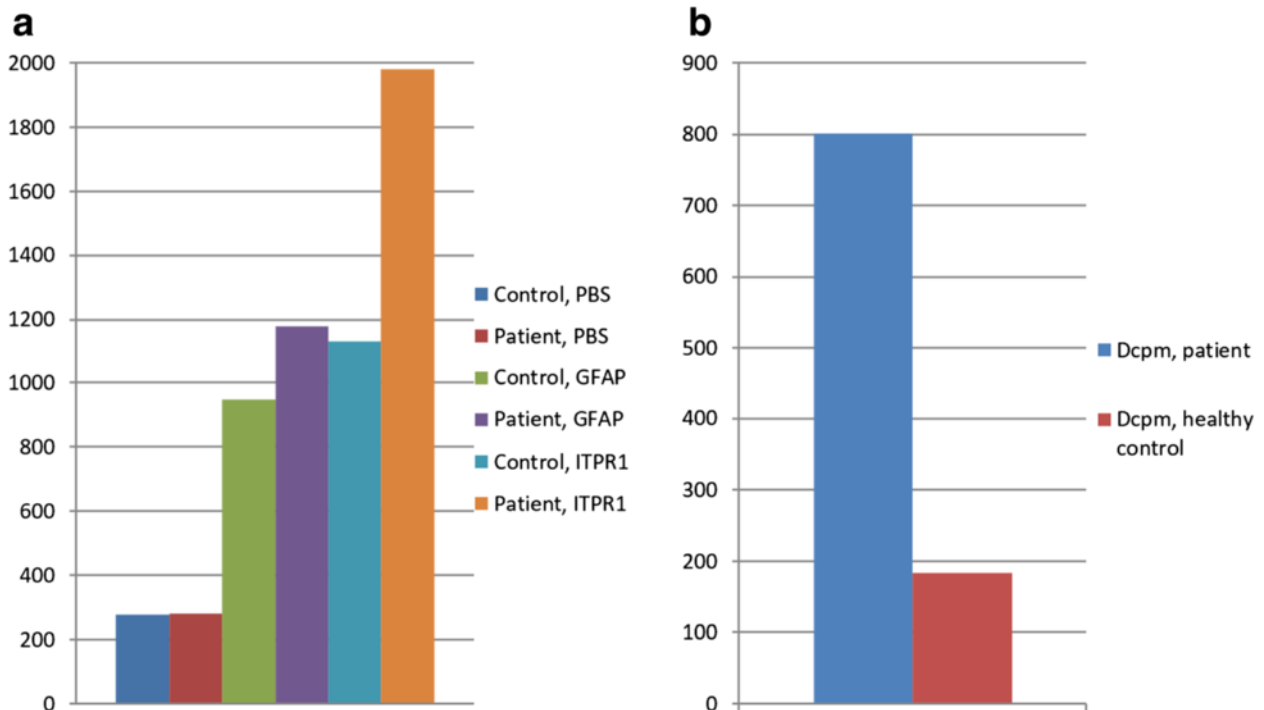 a
2000
1800
1600
1400
1200
1000
800
600
400
200
0
Control, PBS
Patient, PBS
Control, GFAP
Patient, GFAP
Control, ITPR1
Patient, ITPR1
b
900
800
700
600
500
400
300
200
100
0
Dcpm, patient
Dcpm, healthy
control